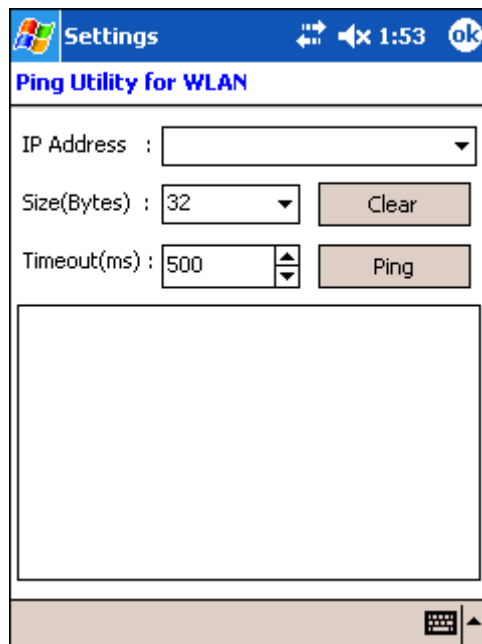 Settings 1:53 ok
Ping Utility for WLAN
IP Address :
Size(Bytes) : 32 Clear
Timeout(ms) : 500 Ping